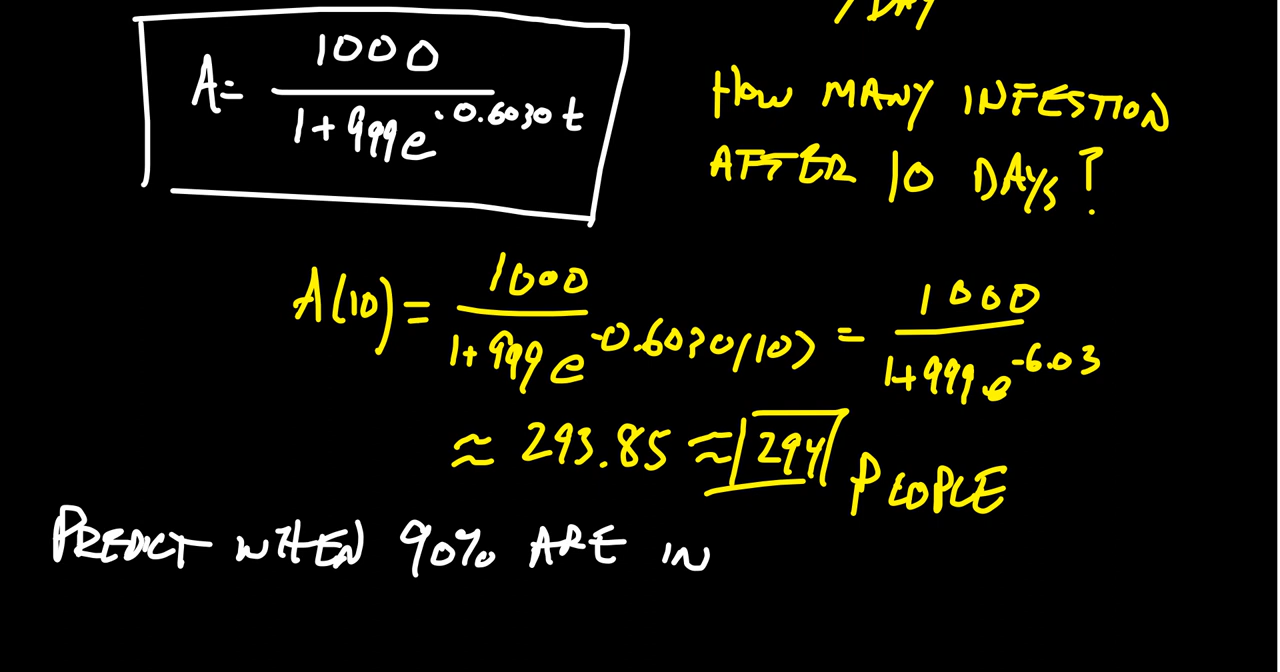 /DAY
A = 1000 / (1 + 999e^-0.6030t)
HOW MANY INFESTION
AFTER 10 DAYS?
A(10) = 1000 / (1 + 999e^-0.6030(10)) = 1000 / (1 + 999e^-6.03)
≈ 293.85 ≈ 294 PEOPLE
PREDICT WHEN 90% ARE IN